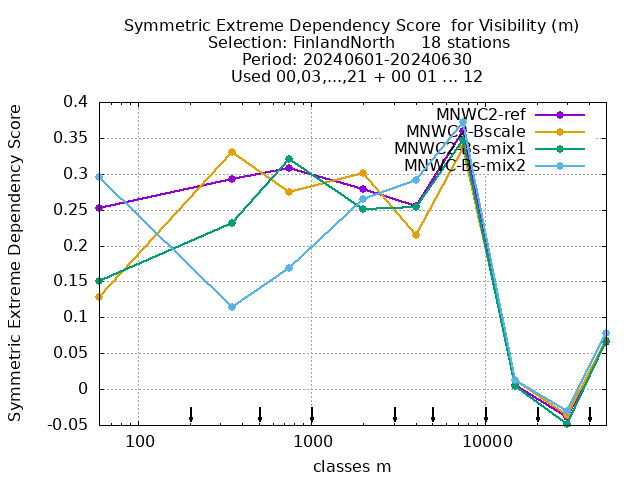 Symmetric Extreme Dependency Score  for Visibility (m)
Selection: FinlandNorth     18 stations
Period: 20240601-20240630
Used 00,03,...,21 + 00 01 ... 12
Symmetric Extreme Dependency Score
0.4
0.35
0.3
0.25
0.2
0.15
0.1
0.05
0
-0.05
MNWC2-ref
MNWC2-Bscale
MNWC2-Bs-mix1
MNWC-Bs-mix2
100
1000
10000
classes m